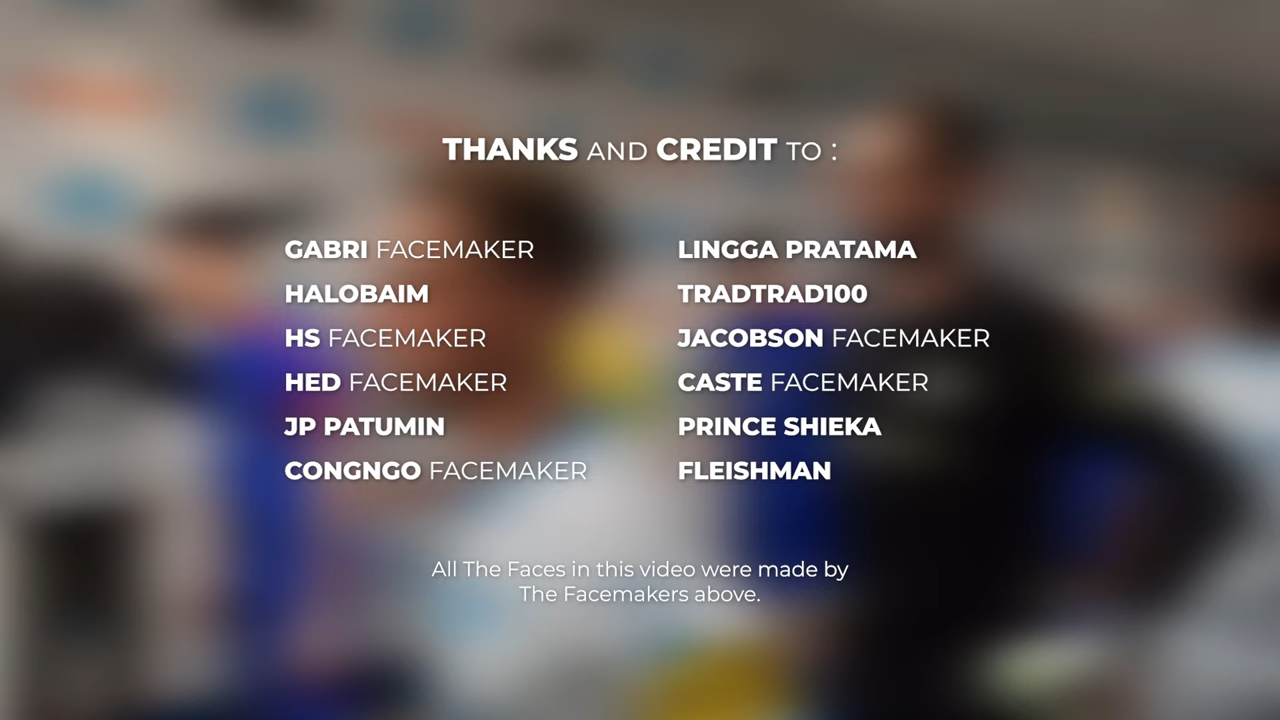 THANKS AND CREDIT TO :
GABRI FACEMAKER
HALOBAIM
HS FACEMAKER
HED FACEMAKER
JP PATUMIN
CONGNGO FACEMAKER
LINGGA PRATAMA
TRADTRAD100
JACOBSON FACEMAKER
CASTE FACEMAKER
PRINCE SHIEKA
FLEISHMAN
All The Faces in this video were made by
The Facemakers above.